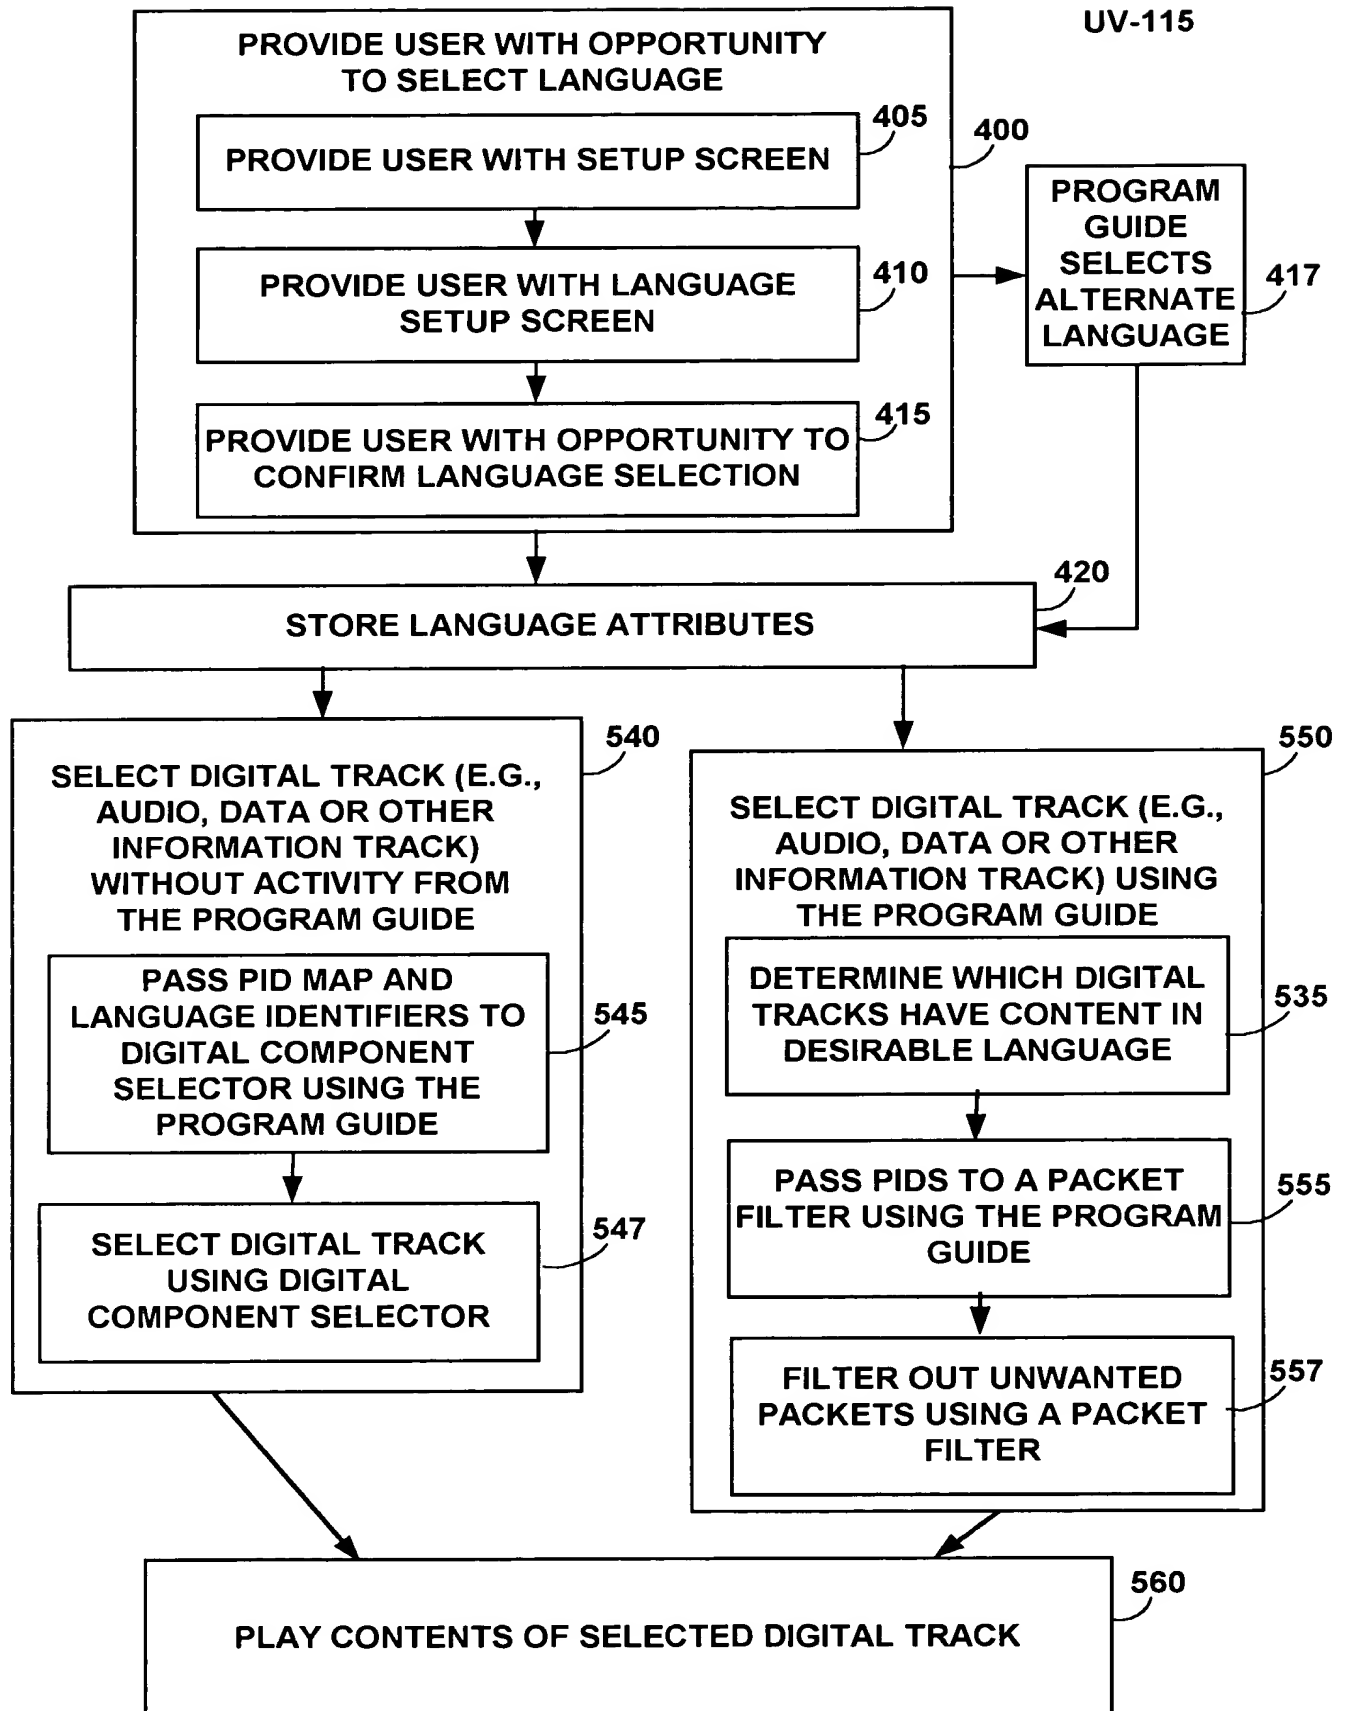 UV-115
PROVIDE USER WITH OPPORTUNITY
TO SELECT LANGUAGE
405
PROVIDE USER WITH SETUP SCREEN
400
PROGRAM
GUIDE
SELECTS
ALTERNATE
LANGUAGE
417
410
PROVIDE USER WITH LANGUAGE
SETUP SCREEN
415
PROVIDE USER WITH OPPORTUNITY TO
CONFIRM LANGUAGE SELECTION
420
STORE LANGUAGE ATTRIBUTES
540
SELECT DIGITAL TRACK (E.G.,
AUDIO, DATA OR OTHER
INFORMATION TRACK)
WITHOUT ACTIVITY FROM
THE PROGRAM GUIDE
PASS PID MAP AND
LANGUAGE IDENTIFIERS TO
DIGITAL COMPONENT
SELECTOR USING THE
PROGRAM GUIDE
545
SELECT DIGITAL TRACK
USING DIGITAL
COMPONENT SELECTOR
547
550
SELECT DIGITAL TRACK (E.G.,
AUDIO, DATA OR OTHER
INFORMATION TRACK) USING
THE PROGRAM GUIDE
DETERMINE WHICH DIGITAL
TRACKS HAVE CONTENT IN
DESIRABLE LANGUAGE
535
PASS PIDS TO A PACKET
FILTER USING THE PROGRAM
GUIDE
555
FILTER OUT UNWANTED
PACKETS USING A PACKET
FILTER
557
560
PLAY CONTENTS OF SELECTED DIGITAL TRACK